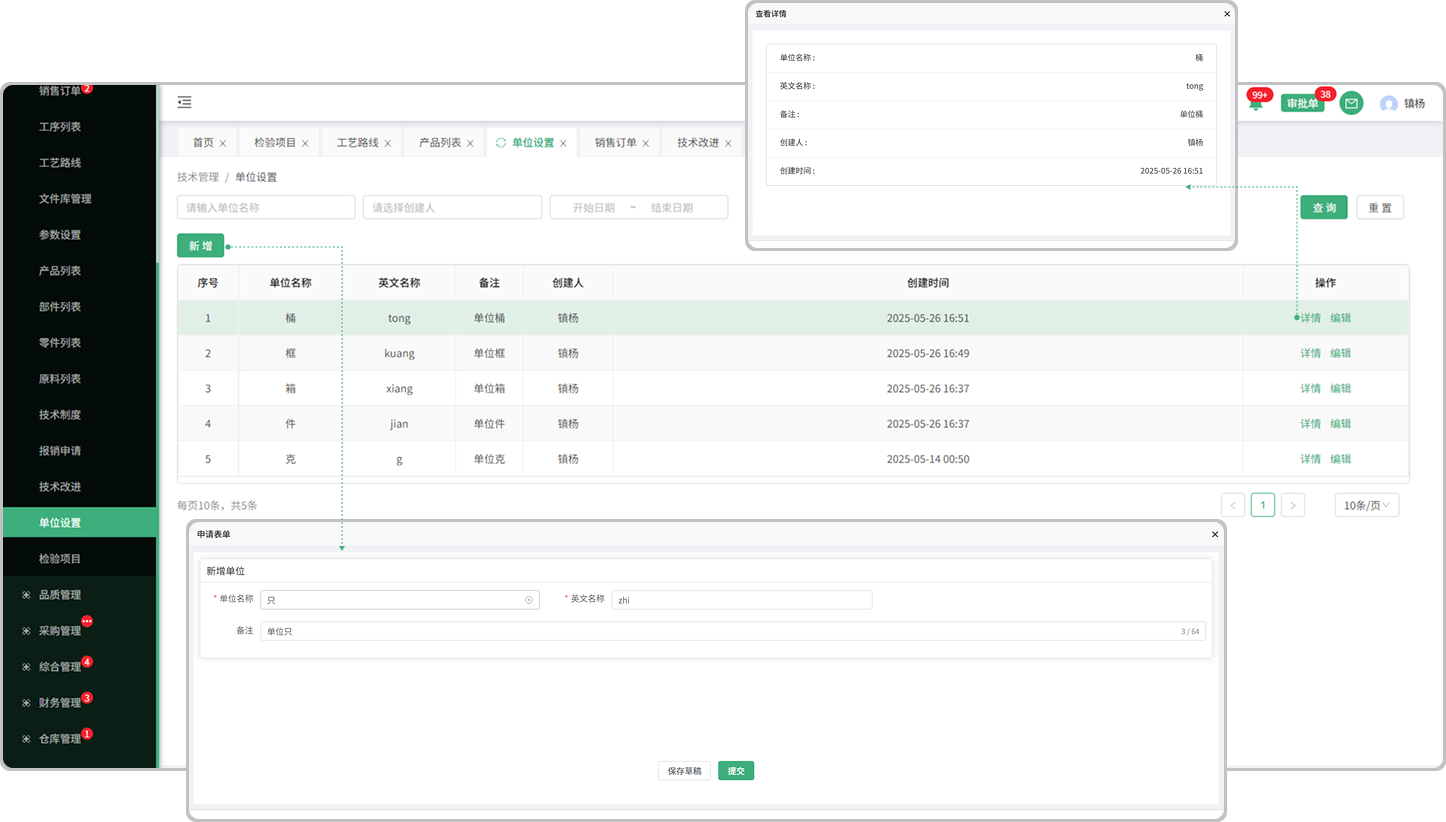 查看详情
单位名称： 桶
英文名称： tong
备注： 单位桶
创建人： 镇杨
创建时间： 2025-05-26 16:51
99+
审批单 38
镇杨
销售订单 2
工序列表
工艺路线
文件库管理
参数设置
产品列表
部件列表
零件列表
原料列表
技术制度
报销申请
技术改进
单位设置
检验项目
品质管理
采购管理
综合管理 4
财务管理 3
仓库管理 1
首页 检验项目 工艺路线 产品列表 单位设置 销售订单 技术改进
技术管理 / 单位设置
请输入单位名称 请选择创建人 开始日期 ~ 结束日期 查 询 重 置
新 增
序号 单位名称 英文名称 备注 创建人 创建时间 操作
1 桶 tong 单位桶 镇杨 2025-05-26 16:51 详情 编辑
2 框 kuang 单位框 镇杨 2025-05-26 16:49 详情 编辑
3 箱 xiang 单位箱 镇杨 2025-05-26 16:37 详情 编辑
4 件 jian 单位件 镇杨 2025-05-26 16:37 详情 编辑
5 克 g 单位克 镇杨 2025-05-14 00:50 详情 编辑
每页10条，共5条 < 1 > 10条/页
申请表单
新增单位
* 单位名称 只 * 英文名称 zhi
备注 单位只 3 / 64
保存草稿 提交